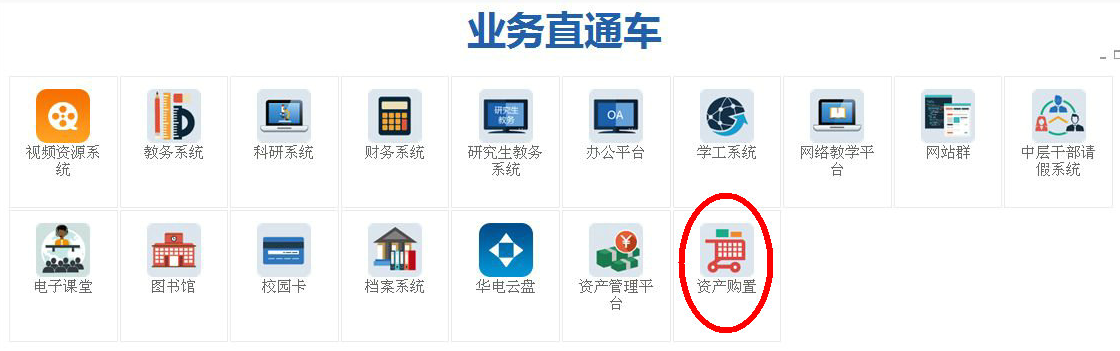 业务直通车
视频资源系
统
教务系统
科研系统
财务系统
研究生
教务
研究生教务
系统
OA
办公平台
学工系统
网络教学平
台
网站群
中层干部请
假系统
电子课堂
图书馆
校园卡
档案系统
华电云盘
¥
资产管理平
台
资产购置